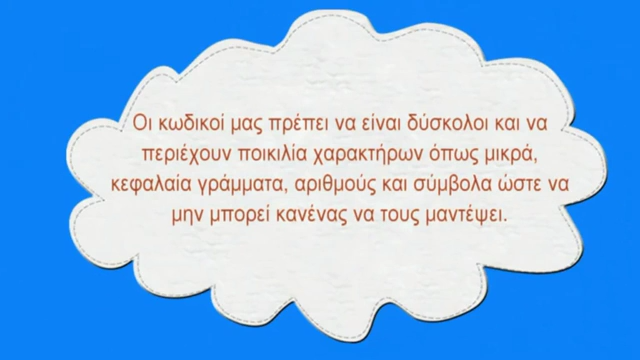 Οι κωδικοί μας πρέπει να είναι δύσκολοι και να
περιέχουν ποικιλία χαρακτήρων όπως μικρά,
κεφαλαία γράμματα, αριθμούς και σύμβολα ώστε να
μην μπορεί κανένας να τους μαντέψει.